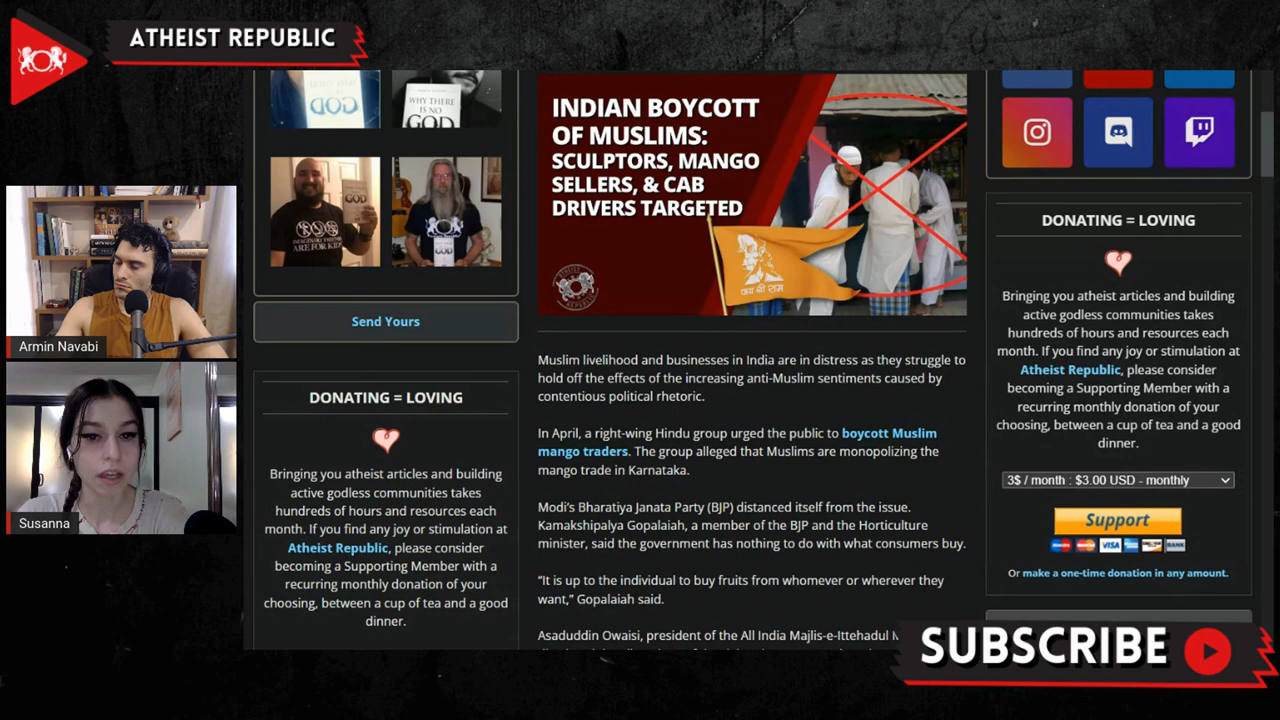 ATHEIST REPUBLIC
GOD
WHY THERE
IS NO
GOD
GOD
GOD
INDIAN BOYCOTT
OF MUSLIMS:
SCULPTORS, MANGO
SELLERS, & CAB
DRIVERS TARGETED
जय श्री राम
Armin Navabi
Susanna
Send Yours
DONATING = LOVING
Bringing you atheist articles and building
active godless communities takes
hundreds of hours and resources each
month. If you find any joy or stimulation at
Atheist Republic, please consider
becoming a Supporting Member with a
recurring monthly donation of your
choosing, between a cup of tea and a good
dinner.
Muslim livelihood and businesses in India are in distress as they struggle to
hold off the effects of the increasing anti-Muslim sentiments caused by
contentious political rhetoric.
In April, a right-wing Hindu group urged the public to boycott Muslim
mango traders. The group alleged that Muslims are monopolizing the
mango trade in Karnataka.
Modi's Bharatiya Janata Party (BJP) distanced itself from the issue.
Kamakshipalya Gopalaiah, a member of the BJP and the Horticulture
minister, said the government has nothing to do with what consumers buy.
“It is up to the individual to buy fruits from whomever or wherever they
want,” Gopalaiah said.
Asaduddin Owaisi, president of the All India Majlis-e-Ittehadul
DONATING = LOVING
Bringing you atheist articles and building
active godless communities takes
hundreds of hours and resources each
month. If you find any joy or stimulation at
Atheist Republic, please consider
becoming a Supporting Member with a
recurring monthly donation of your
choosing, between a cup of tea and a good
dinner.
3$ / month : $3.00 USD - monthly
Support
VISA
BANK
Or make a one-time donation in any amount.
SUBSCRIBE